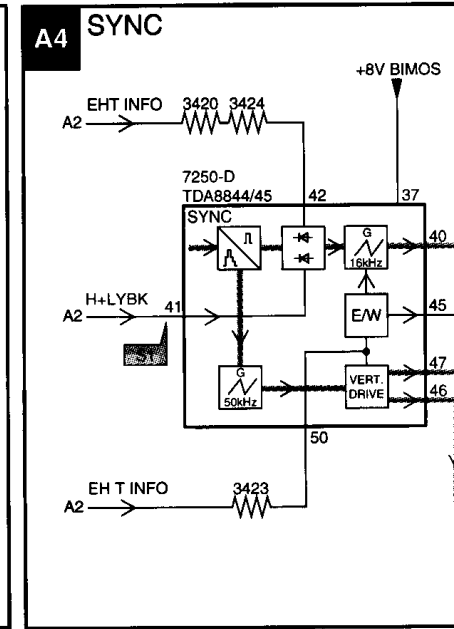 A4 SYNC
+8V BIMOS
EHT INFO 3420 3424
A2
7250-D
TDA8844/45 42 37
SYNC
G
16kHz
40
H+LYBK 41
A2
E/W
45
G
50kHz
VERT.
DRIVE
47
46
50
EH T INFO 3423
A2